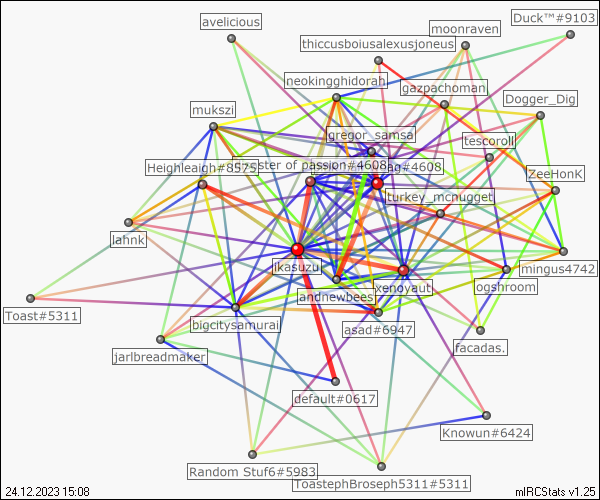 avelicious
Duck™#9103
moonraven
thiccusboiusalexusjoneus
neokingghidorah
gazpachoman
Dogger_Dig
mukszi
gregor_samsa
tescoroll
Heighleaigh#8575
ster of passion#4608
ag#4608
ZeeHonK
turkey_mcnugget
lahnk
ikasuzu
mingus4742
xenoyaut
ogshroom
andnewbees
Toast#5311
bigcitysamurai
asad#6947
facadas.
jarlbreadmaker
default#0617
Knowun#6424
Random Stuf6#5983
ToastephBroseph5311#5311
24.12.2023 15:08
mIRCStats v1.25